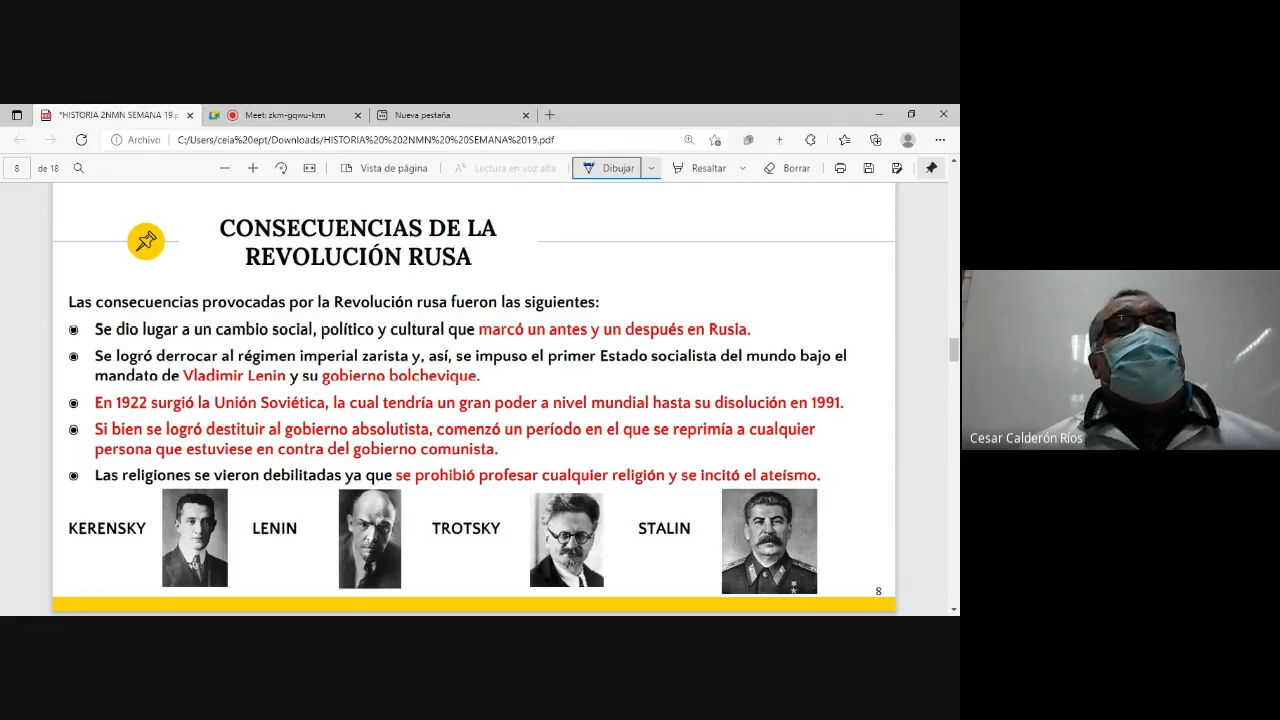 *HISTORIA 2NMN SEMANA 19.p
Meet: zkm-gqwu-knn
Nueva pestaña
Archivo
C:/Users/ceia%20ept/Downloads/HISTORIA%20%202NMN%20%20SEMANA%2019.pdf
8 de 18
Vista de página
Lectura en voz alta
Dibujar
Resaltar
Borrar
CONSECUENCIAS DE LA
REVOLUCIÓN RUSA
Las consecuencias provocadas por la Revolución rusa fueron las siguientes:
Se dio lugar a un cambio social, político y cultural que marcó un antes y un después en Rusia.
Se logró derrocar al régimen imperial zarista y, así, se impuso el primer Estado socialista del mundo bajo el
mandato de Vladimir Lenin y su gobierno bolchevique.
En 1922 surgió la Unión Soviética, la cual tendría un gran poder a nivel mundial hasta su disolución en 1991.
Si bien se logró destituir al gobierno absolutista, comenzó un período en el que se reprimía a cualquier
persona que estuviese en contra del gobierno comunista.
Las religiones se vieron debilitadas ya que se prohibió profesar cualquier religión y se incitó el ateísmo.
KERENSKY
LENIN
TROTSKY
STALIN
8
Cesar Calderón Ríos